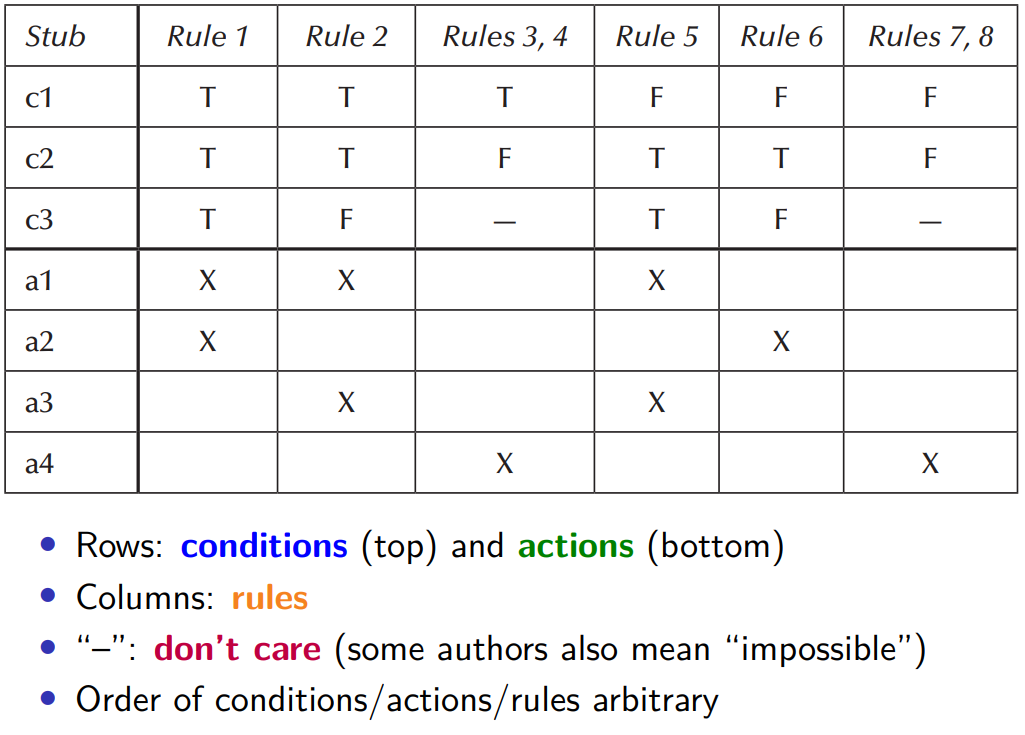 Stub Rule 1 Rule 2 Rules 3, 4 Rule 5 Rule 6 Rules 7, 8
c1 T T T F F F
c2 T T F T T F
c3 T F – T F –
a1 X X X
a2 X X
a3 X X
a4 X X
• Rows: conditions (top) and actions (bottom)
• Columns: rules
• “–”: don’t care (some authors also mean “impossible”)
• Order of conditions/actions/rules arbitrary